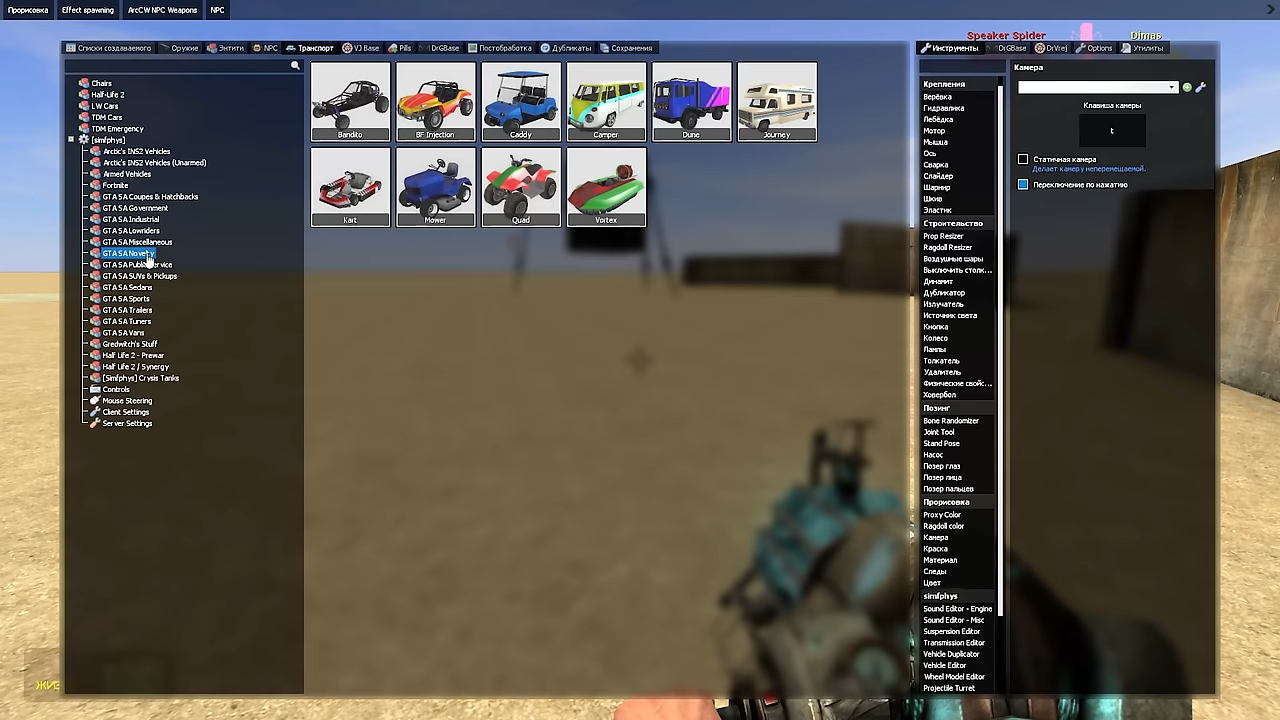 Прорисовка Effect spawning ArcCW NPC Weapons NPC
Speaker Spider Dimas
Списки создаваемого Оружие Энтити NPC Транспорт VJ Base Pills DrGBase Постобработка Дубликаты Сохранения
Инструменты DrGBase DrVrej Options Утилиты
Chairs
Half-Life 2
LW Cars
TDM Cars
TDM Emergency
[simfphys]
Arctic's INS2 Vehicles
Arctic's INS2 Vehicles (Unarmed)
Armed Vehicles
Fortnite
GTA SA Coupes & Hatchbacks
GTA SA Government
GTA SA Industrial
GTA SA Lowriders
GTA SA Miscellaneous
GTA SA Novelty
GTA SA Public Service
GTA SA SUVs & Pickups
GTA SA Sedans
GTA SA Sports
GTA SA Trailers
GTA SA Tuners
GTA SA Vans
Gredwitch's Stuff
Half Life 2 - Prewar
Half Life 2 / Synergy
[Simfphys] Crysis Tanks
Controls
Mouse Steering
Client Settings
Server Settings
Bandito BF Injection Caddy Camper Dune Journey
Kart Mower Quad Vortex
Крепления
Верёвка
Гидравлика
Лебёдка
Мотор
Мышца
Ось
Сварка
Слайдер
Шарнир
Шкив
Эластик
Строительство
Prop Resizer
Ragdoll Resizer
Воздушные шары
Выключить столк...
Динамит
Дубликатор
Излучатель
Источник света
Кнопка
Колесо
Лампы
Толкатель
Удалитель
Физические свойс...
Ховербол
Позинг
Bone Randomizer
Joint Tool
Stand Pose
Насос
Позер глаз
Позер лица
Позер пальцев
Прорисовка
Proxy Color
Ragdoll color
Камера
Краска
Материал
Следы
Цвет
simfphys
Sound Editor - Engine
Sound Editor - Misc
Suspension Editor
Transmission Editor
Vehicle Duplicator
Vehicle Editor
Wheel Model Editor
Projectile Turret
Камера
Клавиша камеры
t
Статичная камера
Делает камеру неперемещаемой.
Переключение по нажатию